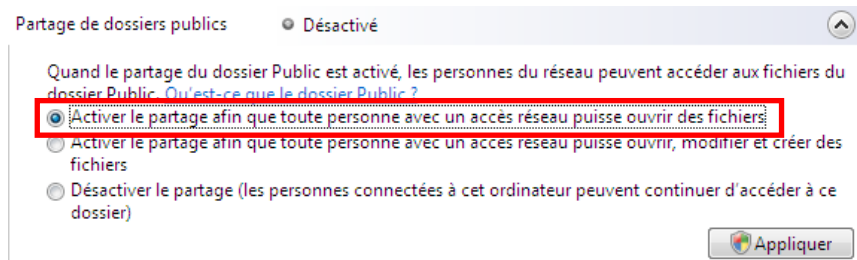 Partage de dossiers publics Désactivé
Quand le partage du dossier Public est activé, les personnes du réseau peuvent accéder aux fichiers du
dossier Public. Qu'est-ce que le dossier Public ?
Activer le partage afin que toute personne avec un accès réseau puisse ouvrir des fichiers
Activer le partage afin que toute personne avec un accès réseau puisse ouvrir, modifier et créer des
fichiers
Désactiver le partage (les personnes connectées à cet ordinateur peuvent continuer d'accéder à ce
dossier)
Appliquer